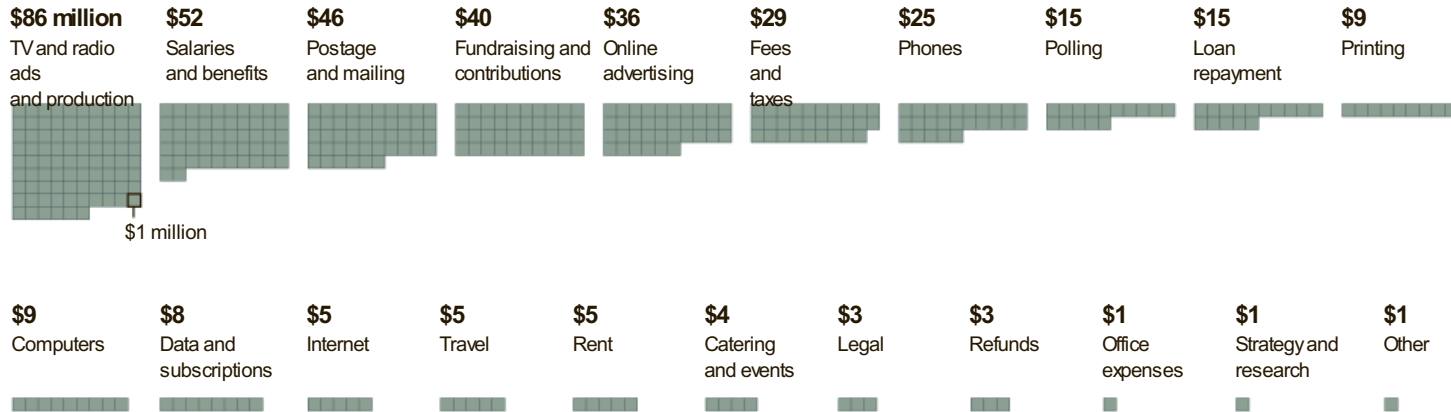 $86 million
TV and radio
ads
and production
$52
Salaries
and benefits
$46
Postage
and mailing
$40
Fundraising and
contributions
$36
Online
advertising
$29
Fees
and
taxes
$25
Phones
$15
Polling
$15
Loan
repayment
$9
Printing
$1 million
$9
Computers
$8
Data and
subscriptions
$5
Internet
$5
Travel
$5
Rent
$4
Catering
and events
$3
Legal
$3
Refunds
$1
Office
expenses
$1
Strategy and
research
$1
Other